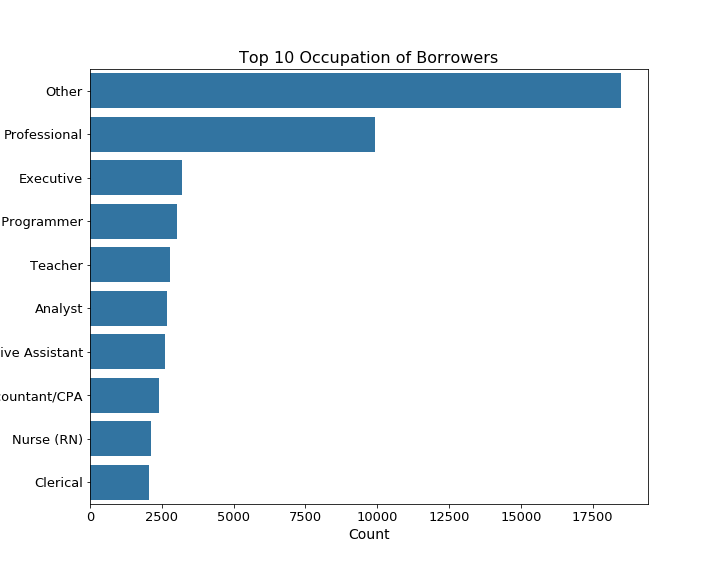 Top 10 Occupation of Borrowers
Other
Professional
Executive
Programmer
Teacher
Analyst
ive Assistant
ountant/CPA
Nurse (RN)
Clerical
0 2500 5000 7500 10000 12500 15000 17500
Count